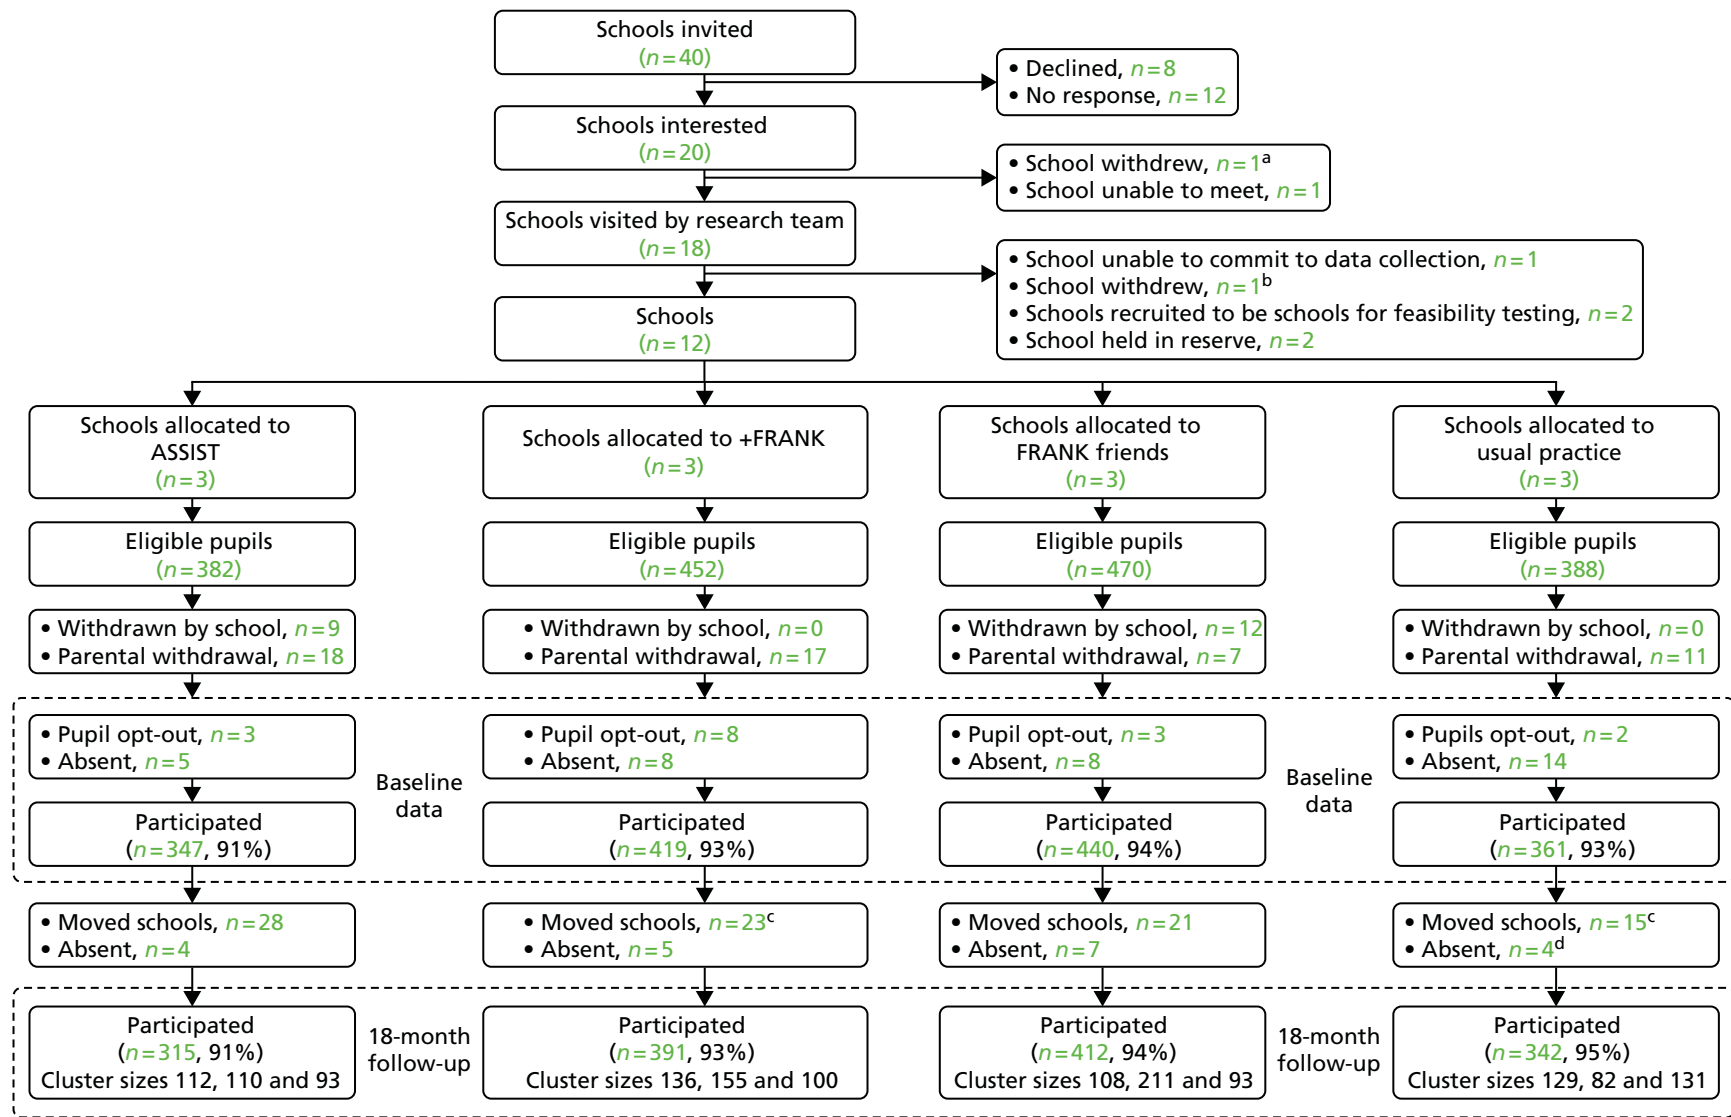 Schools invited
(n=40)
• Declined, n=8
• No response, n=12
Schools interested
(n=20)
• School withdrew, n=1a
• School unable to meet, n=1
Schools visited by research team
(n=18)
• School unable to commit to data collection, n=1
• School withdrew, n=1b
• Schools recruited to be schools for feasibility testing, n=2
• School held in reserve, n=2
Schools
(n=12)
Schools allocated to
ASSIST
(n=3)
Schools allocated to +FRANK
(n=3)
Schools allocated to
FRANK friends
(n=3)
Schools allocated to
usual practice
(n=3)
Eligible pupils
(n=382)
Eligible pupils
(n=452)
Eligible pupils
(n=470)
Eligible pupils
(n=388)
• Withdrawn by school, n=9
• Parental withdrawal, n=18
• Withdrawn by school, n=0
• Parental withdrawal, n=17
• Withdrawn by school, n=12
• Parental withdrawal, n=7
• Withdrawn by school, n=0
• Parental withdrawal, n=11
• Pupil opt-out, n=3
• Absent, n=5
Baseline
data
• Pupil opt-out, n=8
• Absent, n=8
• Pupil opt-out, n=3
• Absent, n=8
Baseline
data
• Pupils opt-out, n=2
• Absent, n=14
Participated
(n=347, 91%)
Participated
(n=419, 93%)
Participated
(n=440, 94%)
Participated
(n=361, 93%)
• Moved schools, n=28
• Absent, n=4
• Moved schools, n=23c
• Absent, n=5
• Moved schools, n=21
• Absent, n=7
• Moved schools, n=15c
• Absent, n=4d
Participated
(n=315, 91%)
Cluster sizes 112, 110 and 93
18-month
follow-up
Participated
(n=391, 93%)
Cluster sizes 136, 155 and 100
Participated
(n=412, 94%)
Cluster sizes 108, 211 and 93
18-month
follow-up
Participated
(n=342, 95%)
Cluster sizes 129, 82 and 131